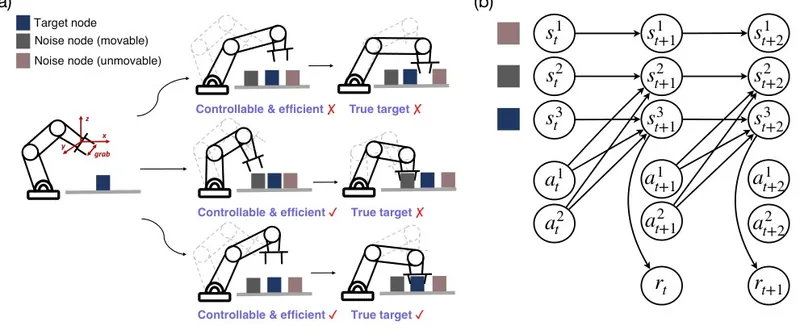 a)
Target node
Noise node (movable)
Noise node (unmovable)
z
x
y
grab
Controllable & efficient ✗ True target ✗
Controllable & efficient ✓ True target ✗
Controllable & efficient ✓ True target ✓
(b)
s_t^1 s_{t+1}^1 s_{t+2}^1
s_t^2 s_{t+1}^2 s_{t+2}^2
s_t^3 s_{t+1}^3 s_{t+2}^3
a_t^1 a_{t+1}^1 a_{t+2}^1
a_t^2 a_{t+1}^2 a_{t+2}^2
r_t r_{t+1}